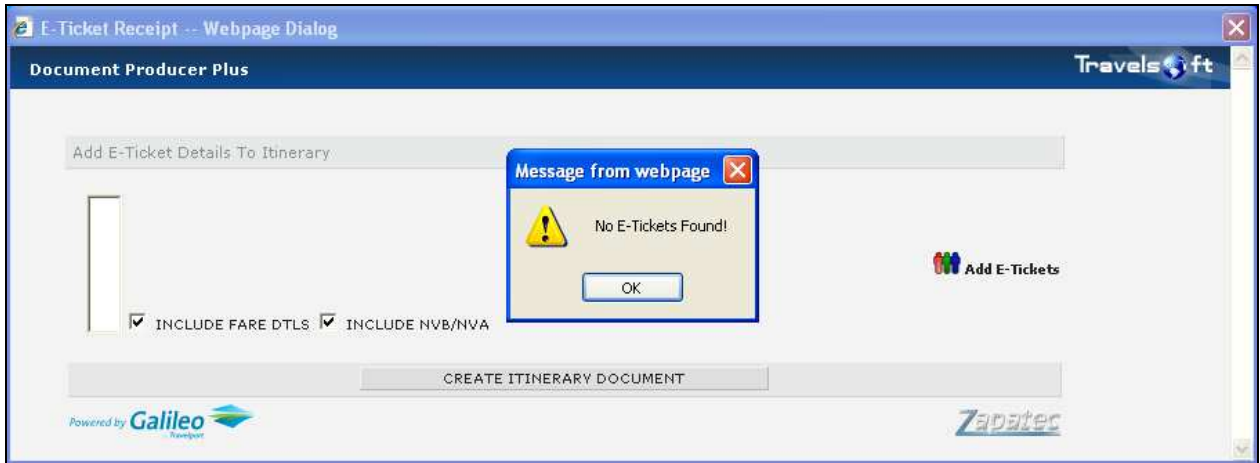 E-Ticket Receipt -- Webpage Dialog
Document Producer Plus
Travelsoft
Add E-Ticket Details To Itinerary
Message from webpage
No E-Tickets Found!
OK
Add E-Tickets
INCLUDE FARE DTLS INCLUDE NVB/NVA
CREATE ITINERARY DOCUMENT
Powered by Galileo
Travelport
Zapatec